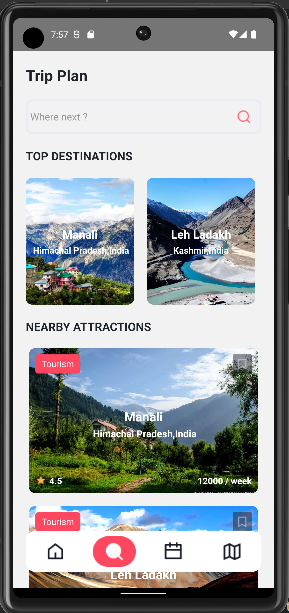 7:57
Trip Plan
Where next ?
TOP DESTINATIONS
Manali
Himachal Pradesh,India
Leh Ladakh
Kashmir,India
NEARBY ATTRACTIONS
Tourism
Manali
Himachal Pradesh,India
4.5
12000 / week
Tourism
Leh Ladakh